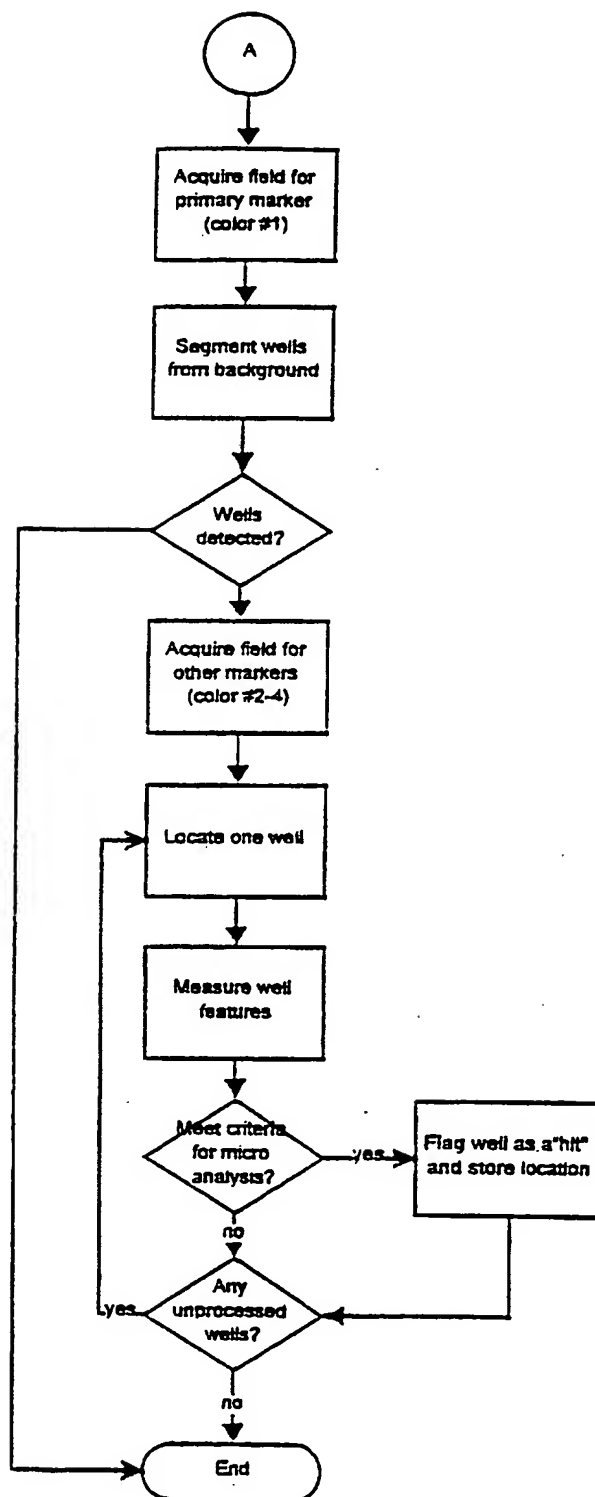 A
Acquire field for
primary marker
(color #1)
Segment wells
from background
Wells
detected?
Acquire field for
other markers
(color #2-4)
Locate one well
Measure well
features
Meet criteria
for micro
analysis?
yes
Flag well as a "hit"
and store location
no
Any
unprocessed
wells?
yes
no
End